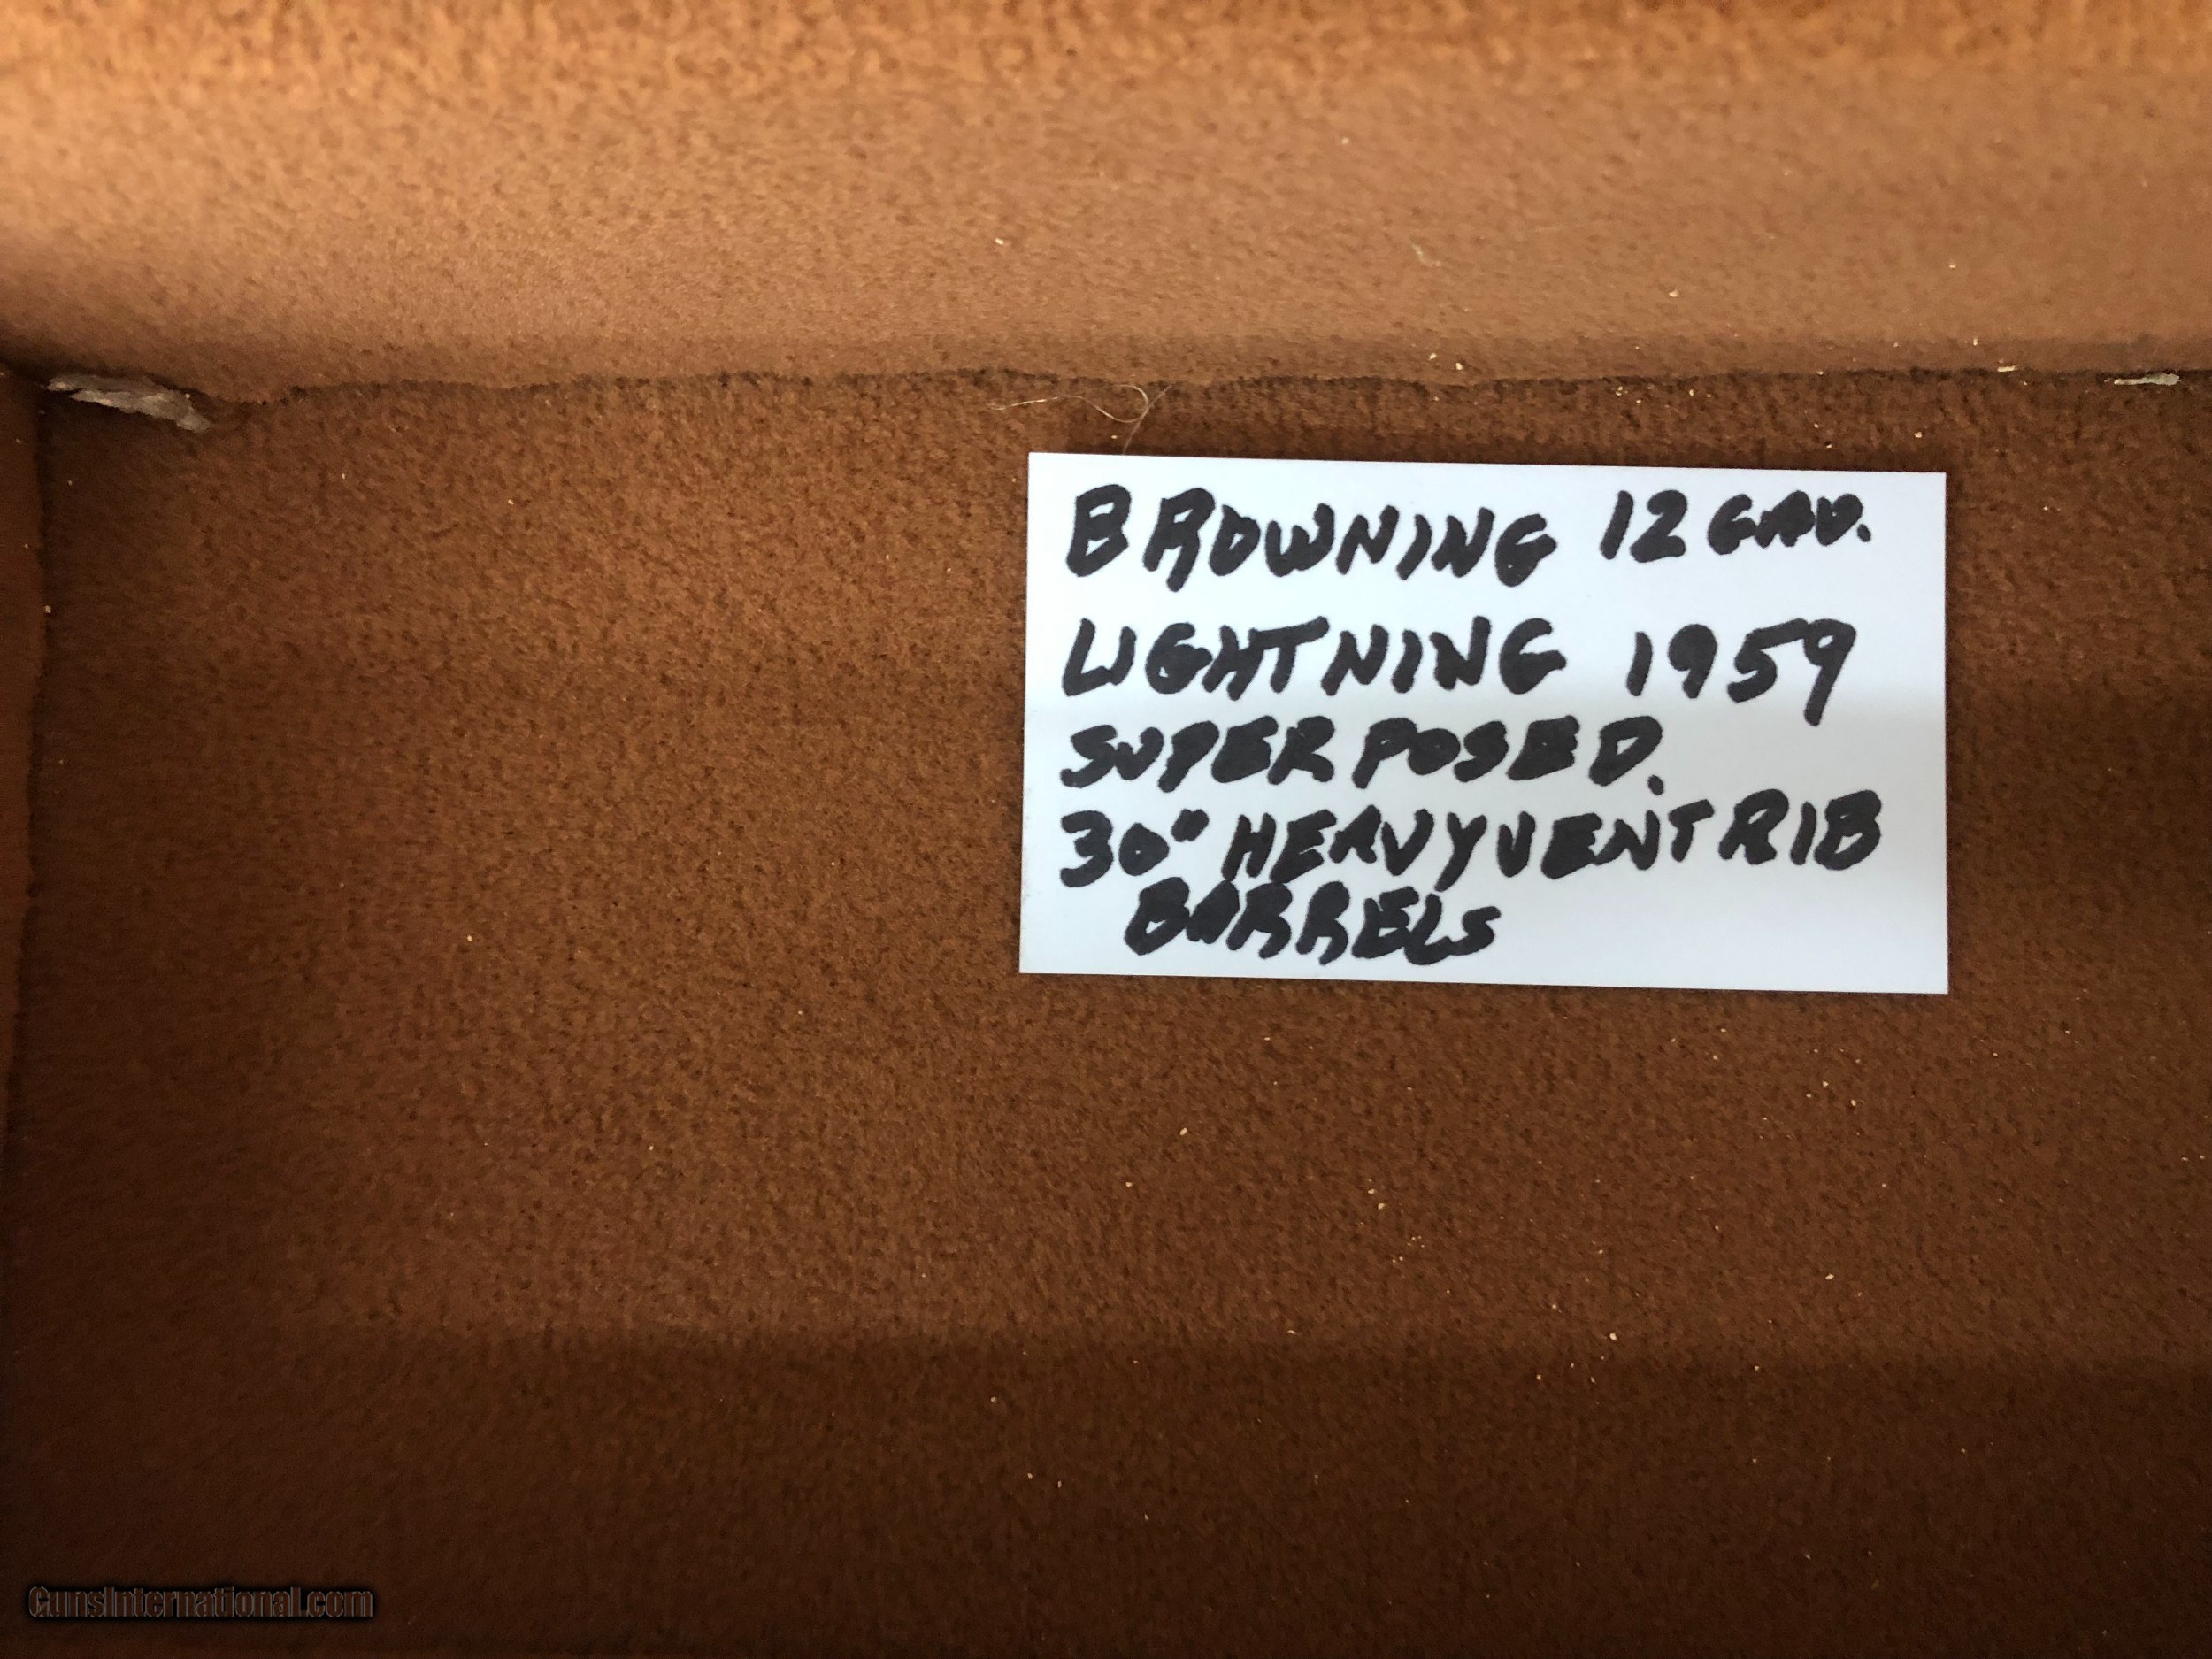 BROWNING 12 GAU.
LIGHTNING 1959
SUPERPOSED.
30" HEAVY VENT RIB
BARRELS
GunsInternational.com